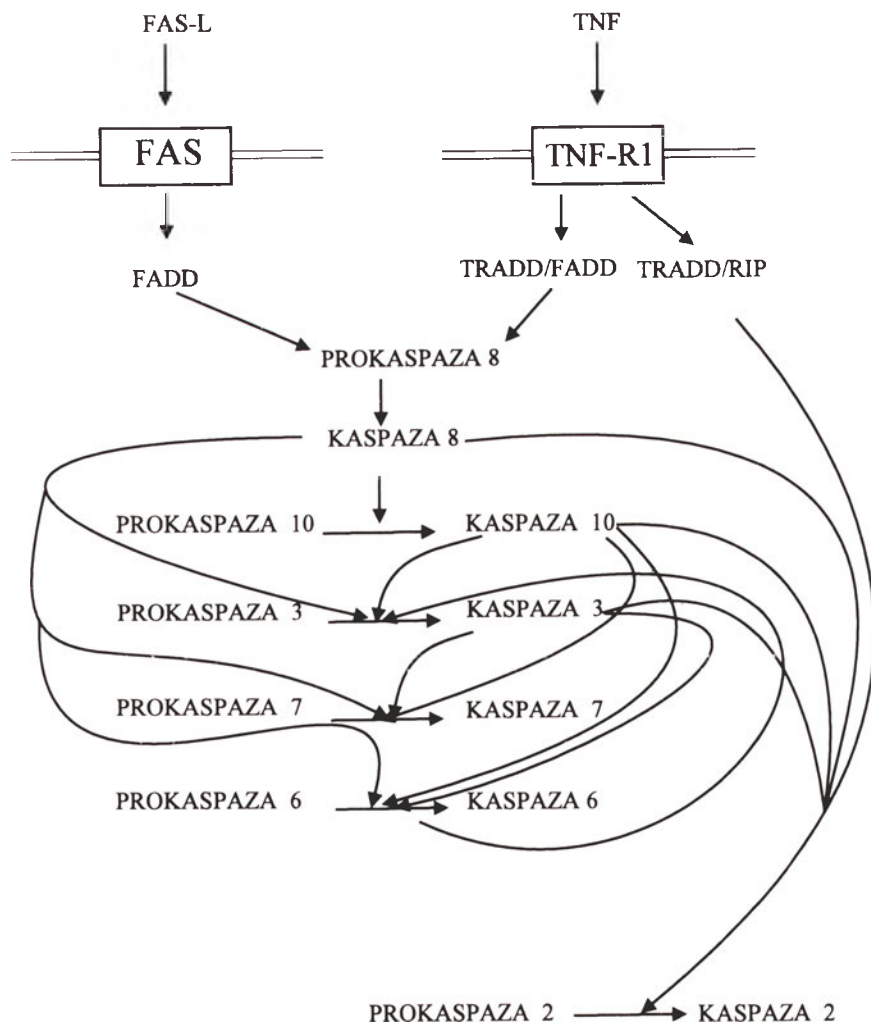 FAS-L TNF
FAS TNF-R1
FADD TRADD/FADD TRADD/RIP
PROKASPAZA 8
KASPAZA 8
PROKASPAZA 10 KASPAZA 10
PROKASPAZA 3 KASPAZA 3
PROKASPAZA 7 KASPAZA 7
PROKASPAZA 6 KASPAZA 6
PROKASPAZA 2 KASPAZA 2